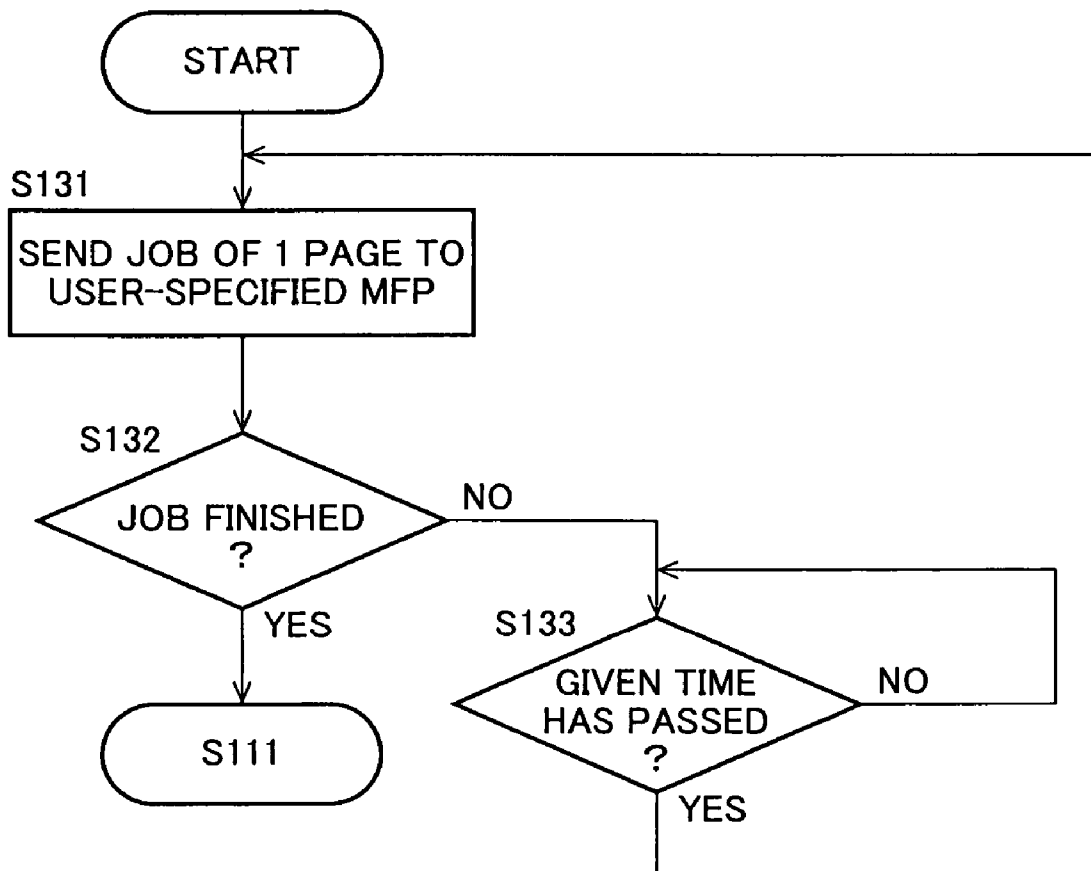 START
S131
SEND JOB OF 1 PAGE TO
USER-SPECIFIED MFP
S132
JOB FINISHED
?
NO
YES
S133
GIVEN TIME
HAS PASSED
?
NO
YES
S111